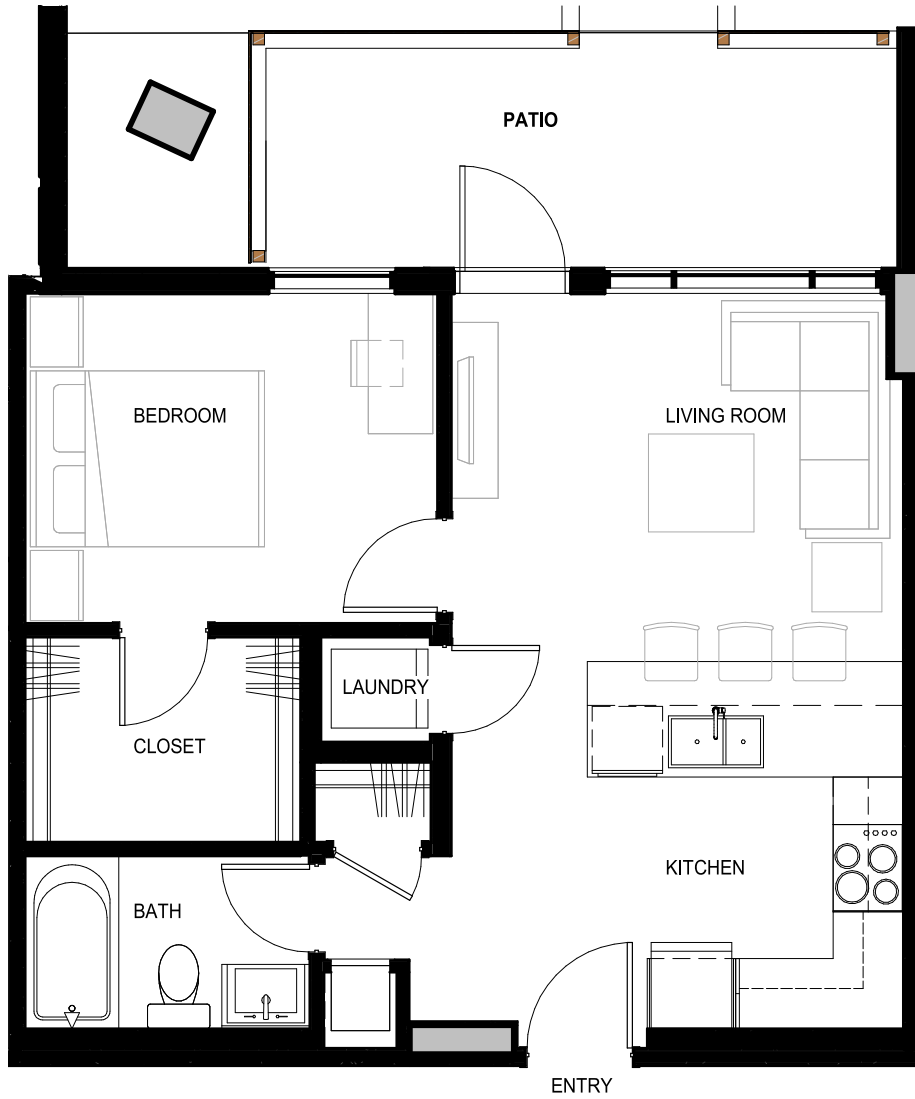 PATIO
BEDROOM
LIVING ROOM
LAUNDRY
CLOSET
KITCHEN
BATH
ENTRY